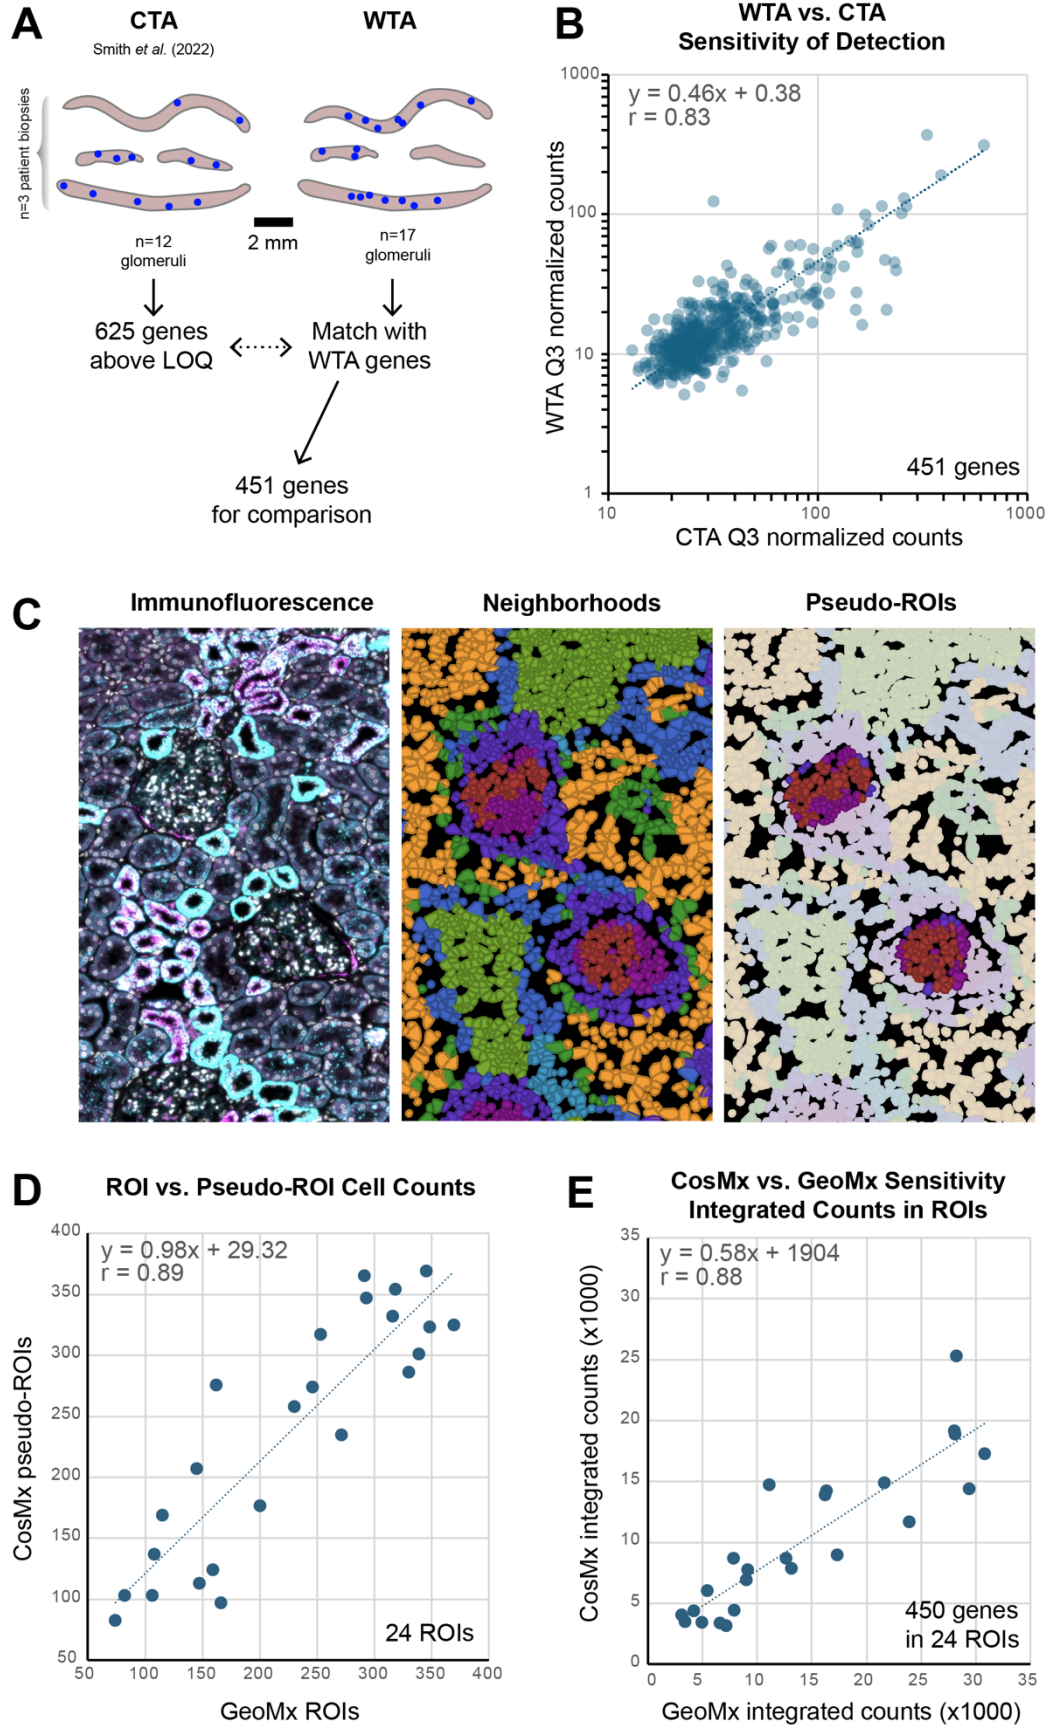 A
CTA
WTA
Smith et al. (2022)
n=3 patient biopsies
2 mm
n=12
glomeruli
n=17
glomeruli
625 genes
above LOQ
Match with
WTA genes
451 genes
for comparison
B
WTA vs. CTA
Sensitivity of Detection
y = 0.46x + 0.38
r = 0.83
WTA Q3 normalized counts
1000
100
10
1
451 genes
10
100
1000
CTA Q3 normalized counts
C
Immunofluorescence
Neighborhoods
Pseudo-ROIs
D
ROI vs. Pseudo-ROI Cell Counts
y = 0.98x + 29.32
r = 0.89
CosMx pseudo-ROIs
400
350
300
250
200
150
100
50
24 ROIs
50
100
150
200
250
300
350
400
GeoMx ROIs
E
CosMx vs. GeoMx Sensitivity
Integrated Counts in ROIs
y = 0.58x + 1904
r = 0.88
CosMx integrated counts (x1000)
35
30
25
20
15
10
5
0
450 genes
in 24 ROIs
0
5
10
15
20
25
30
35
GeoMx integrated counts (x1000)